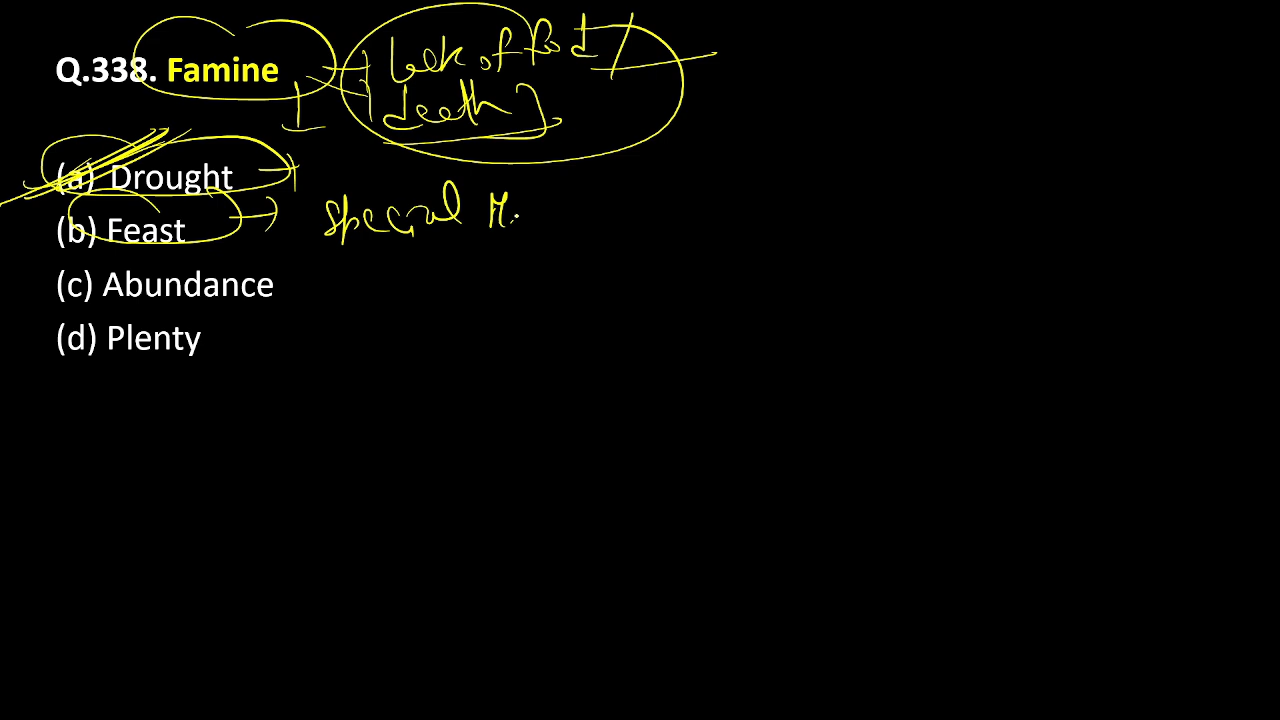 Q.338. Famine
lack of food/
death]
(a) Drought
(b) Feast
special M
(c) Abundance
(d) Plenty